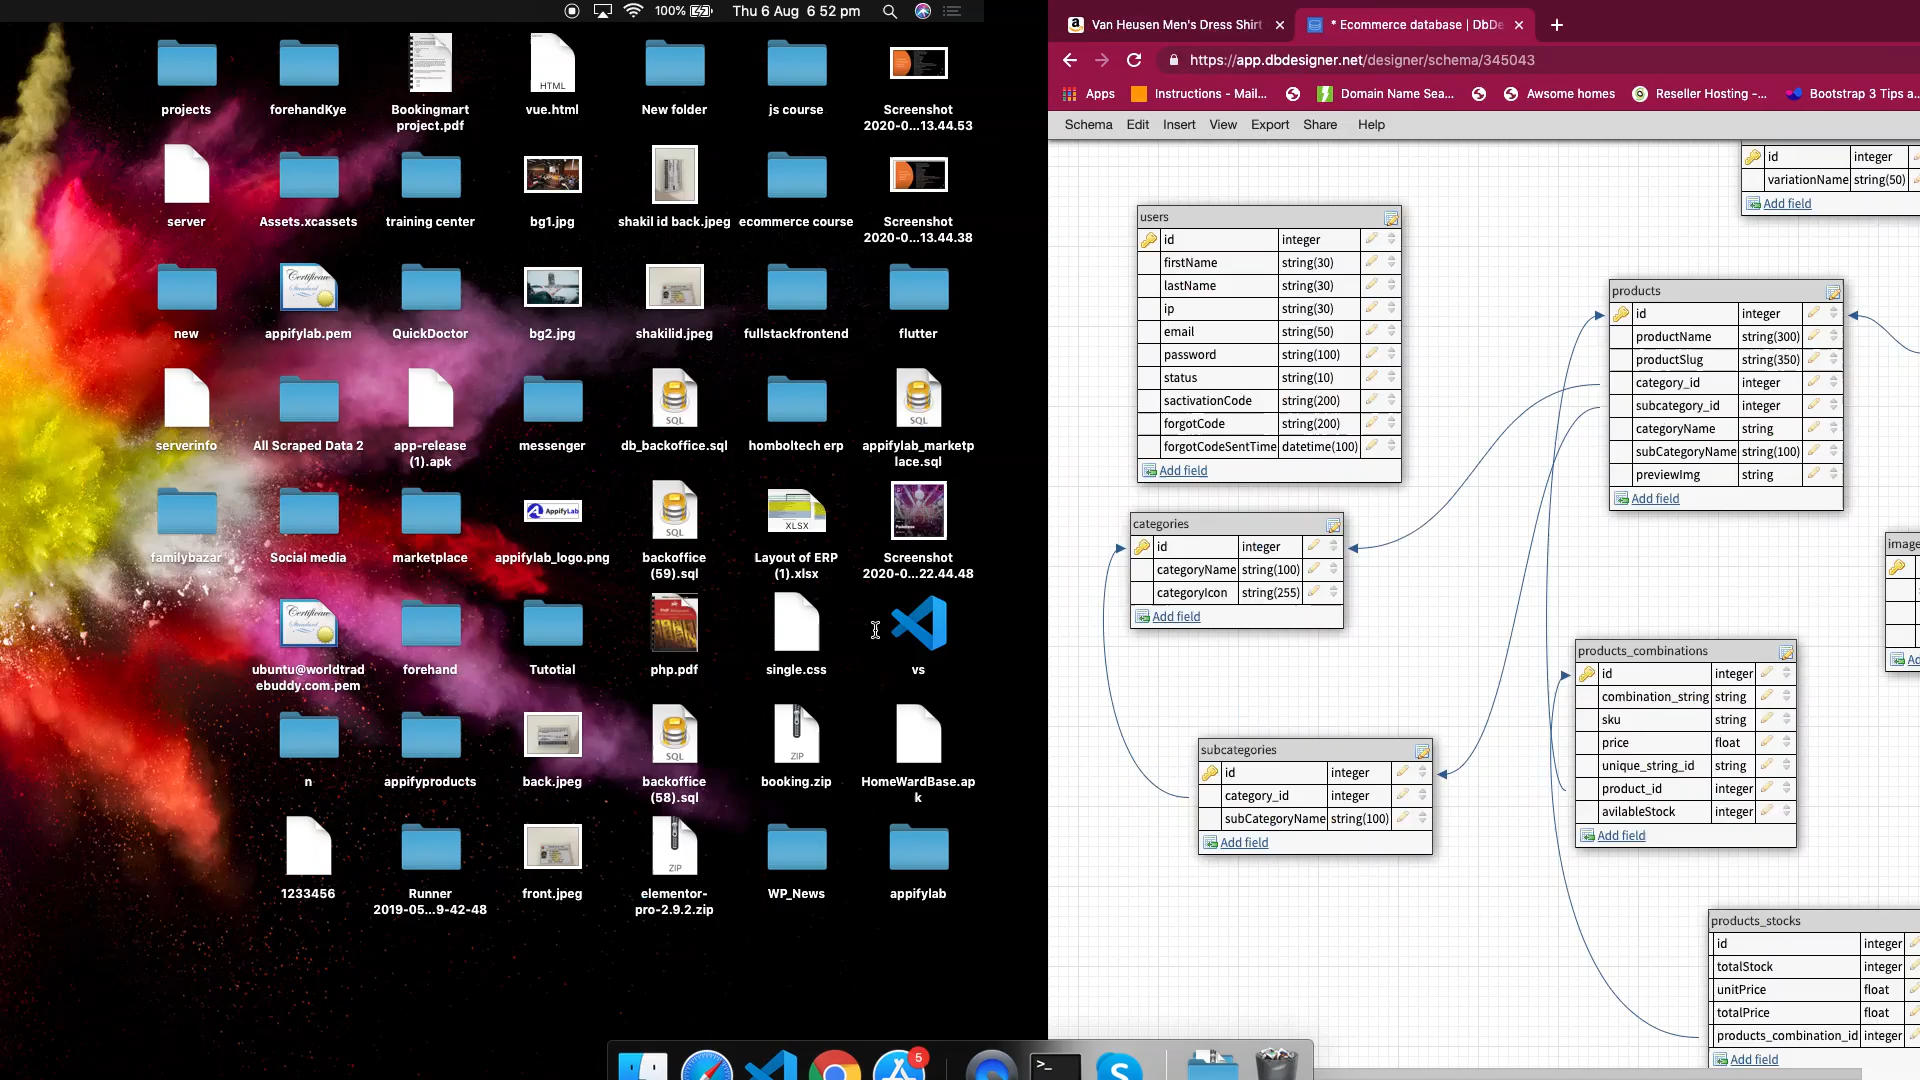 100%
Thu 6 Aug 6 52 pm
projects
forehandKye
Bookingmart
project.pdf
HTML
vue.html
New folder
js course
Screenshot
2020-0...13.44.53
server
Assets.xcassets
training center
bg1.jpg
shakil id back.jpeg
ecommerce course
Screenshot
2020-0...13.44.38
new
appifylab.pem
QuickDoctor
bg2.jpg
shakilid.jpeg
fullstackfrontend
flutter
serverinfo
All Scraped Data 2
app-release
(1).apk
messenger
SQL
db_backoffice.sql
homboltech erp
SQL
appifylab_marketp
lace.sql
familybazar
Social media
marketplace
AppifyLab
appifylab_logo.png
SQL
backoffice
(59).sql
XLSX
Layout of ERP
(1).xlsx
Screenshot
2020-0...22.44.48
ubuntu@worldtrad
ebuddy.com.pem
forehand
Tutotial
php.pdf
single.css
vs
n
appifyproducts
back.jpeg
SQL
backoffice
(58).sql
ZIP
booking.zip
HomeWardBase.ap
k
1233456
Runner
2019-05...9-42-48
front.jpeg
ZIP
elementor-
pro-2.9.2.zip
WP_News
appifylab
5
Van Heusen Men's Dress Shirt
* Ecommerce database | DbDe
https://app.dbdesigner.net/designer/schema/345043
Apps
Instructions - Mail...
Domain Name Sea...
Awsome homes
Reseller Hosting -...
Bootstrap 3 Tips a...
Schema Edit Insert View Export Share Help
id integer
variationName string(50)
Add field
users
id integer
firstName string(30)
lastName string(30)
ip string(30)
email string(50)
password string(100)
status string(10)
sactivationCode string(200)
forgotCode string(200)
forgotCodeSentTime datetime(100)
Add field
products
id integer
productName string(300)
productSlug string(350)
category_id integer
subcategory_id integer
categoryName string
subCategoryName string(100)
previewImg string
Add field
categories
id integer
categoryName string(100)
categoryIcon string(255)
Add field
image
Ad
products_combinations
id integer
combination_string string
sku string
price float
unique_string_id string
product_id integer
avilableStock integer
Add field
subcategories
id integer
category_id integer
subCategoryName string(100)
Add field
products_stocks
id integer
totalStock integer
unitPrice float
totalPrice float
products_combination_id integer
Add field